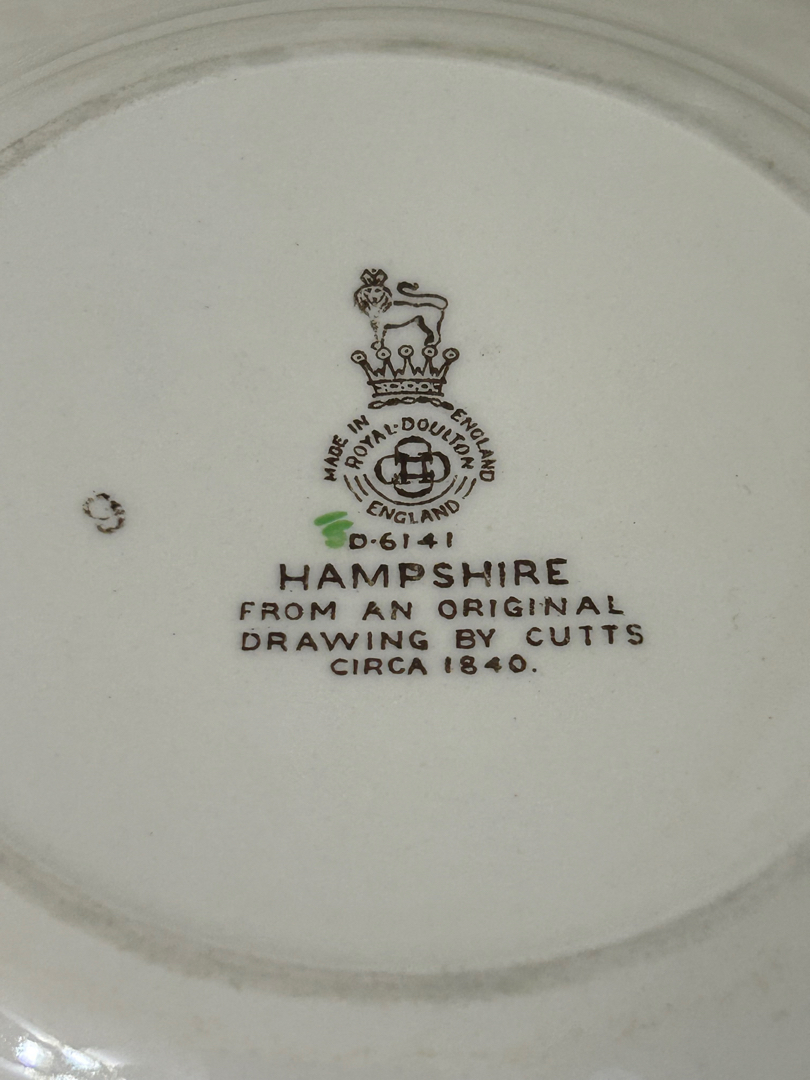 MADE IN ENGLAND
ROYAL·DOULTON
ENGLAND
D·6141
HAMPSHIRE
FROM AN ORIGINAL
DRAWING BY CUTTS
CIRCA 1840.